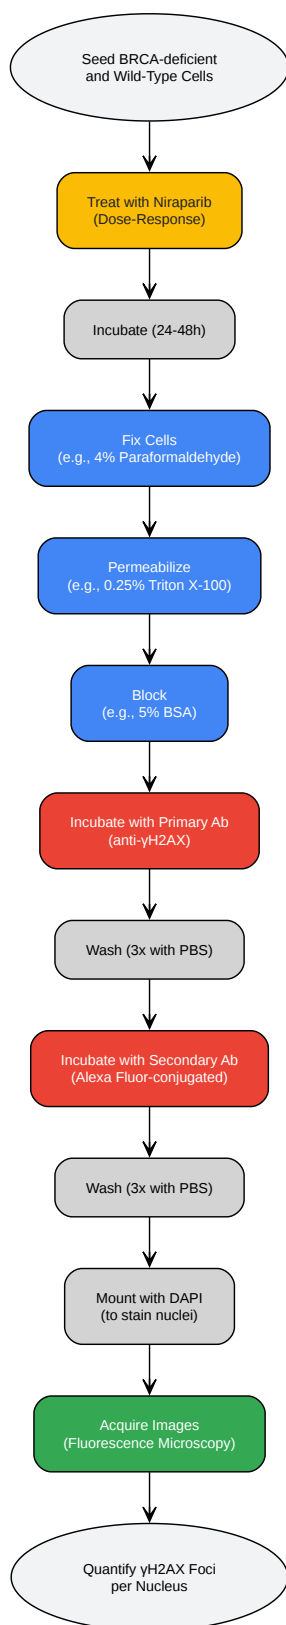 Seed BRCA-deficient
and Wild-Type Cells
Treat with Niraparib
(Dose-Response)
Incubate (24-48h)
Fix Cells
(e.g., 4% Paraformaldehyde)
Permeabilize
(e.g., 0.25% Triton X-100)
Block
(e.g., 5% BSA)
Incubate with Primary Ab
(anti-γH2AX)
Wash (3x with PBS)
Incubate with Secondary Ab
(Alexa Fluor-conjugated)
Wash (3x with PBS)
Mount with DAPI
(to stain nuclei)
Acquire Images
(Fluorescence Microscopy)
Quantify γH2AX Foci
per Nucleus